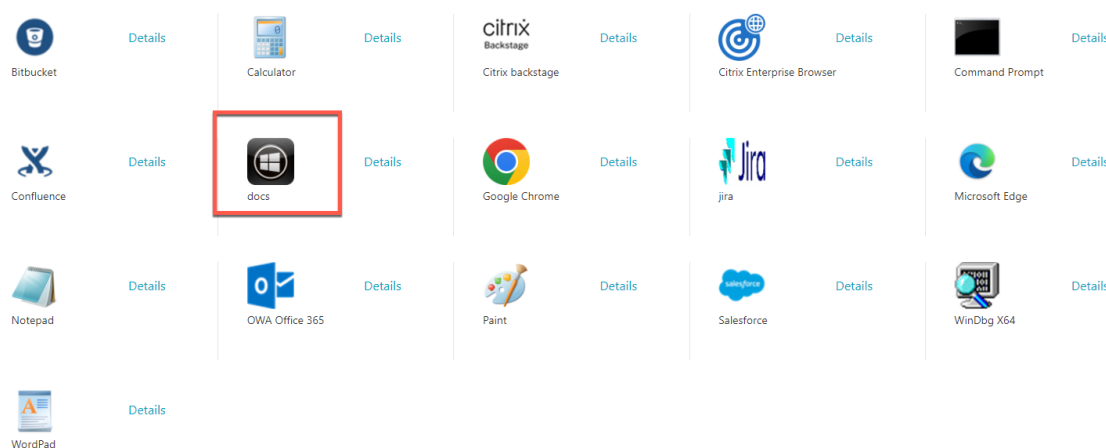 citrix
Backstage
Details Details Details Details Details
Bitbucket Calculator Citrix backstage Citrix Enterprise Browser Command Prompt
Jira
Details Details Details Details Details
Confluence docs Google Chrome jira Microsoft Edge
salesforce
Details Details Details Details Details
Notepad OWA Office 365 Paint Salesforce WinDbg X64
Details
WordPad